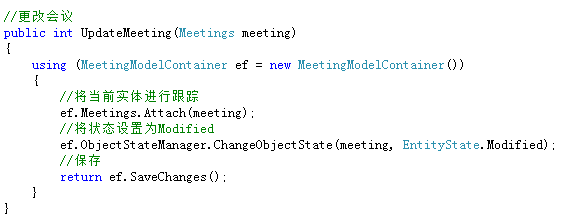 //更改会议
public int UpdateMeeting(Meetings meeting)
{
    using (MeetingModelContainer ef = new MeetingModelContainer())
    {
        //将当前实体进行跟踪
        ef.Meetings.Attach(meeting);
        //将状态设置为Modified
        ef.ObjectStateManager.ChangeObjectState(meeting, EntityState.Modified);
        //保存
        return ef.SaveChanges();
    }
}